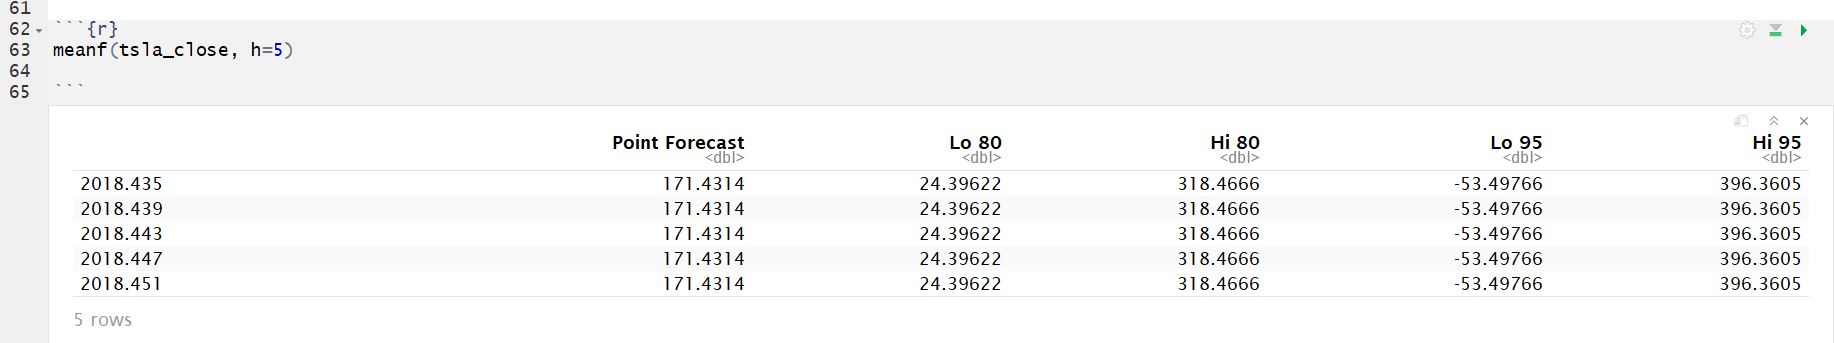 61
62 ```{r}
63 meanf(tsla_close, h=5)
64
65 ```
Point Forecast Lo 80 Hi 80 Lo 95 Hi 95
<dbl> <dbl> <dbl> <dbl> <dbl>
2018.435 171.4314 24.39622 318.4666 -53.49766 396.3605
2018.439 171.4314 24.39622 318.4666 -53.49766 396.3605
2018.443 171.4314 24.39622 318.4666 -53.49766 396.3605
2018.447 171.4314 24.39622 318.4666 -53.49766 396.3605
2018.451 171.4314 24.39622 318.4666 -53.49766 396.3605
5 rows